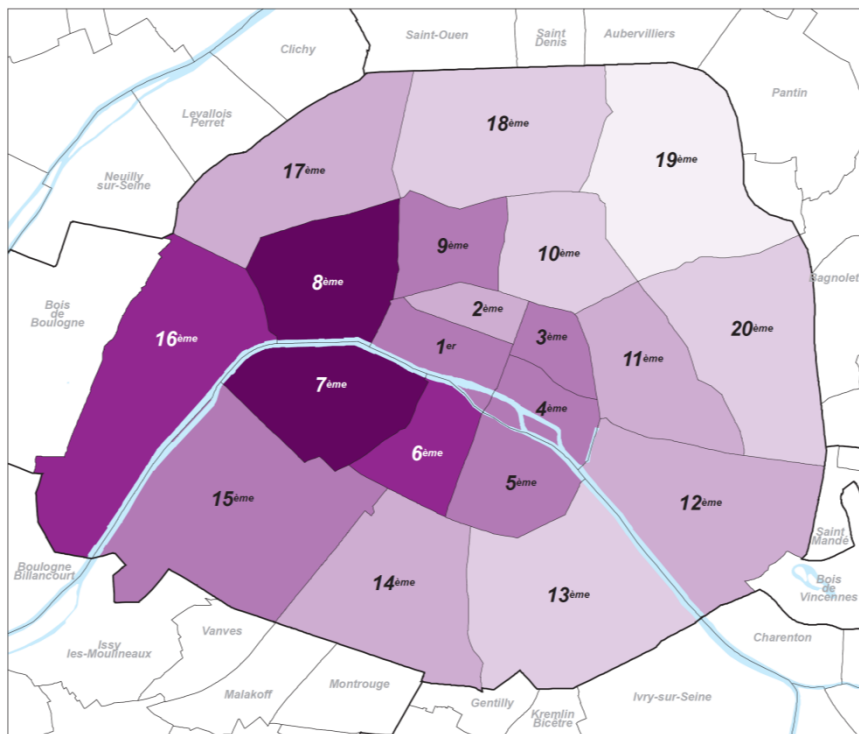 Saint-Ouen
Saint
Denis
Aubervilliers
Clichy
Pantin
Levallois
Perret
18ème
19ème
17ème
Neuilly
sur-Seine
9ème
10ème
8ème
Bagnolet
Bois
de
Boulogne
2ème
20ème
16ème
1er
3ème
11ème
7ème
4ème
6ème
5ème
15ème
12ème
Saint
Mandé
Boulogne
Billancourt
14ème
13ème
Bois
de
Vincennes
Vanves
Charenton
Issy
les-Moulineaux
Montrouge
Malakoff
Gentilly
Ivry-sur-Seine
Kremlin
Bicêtre